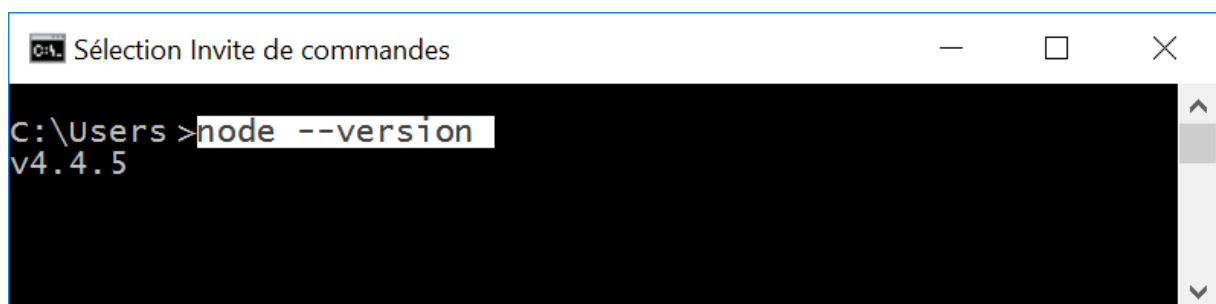 Sélection Invite de commandes
C:\Users >node --version
v4.4.5